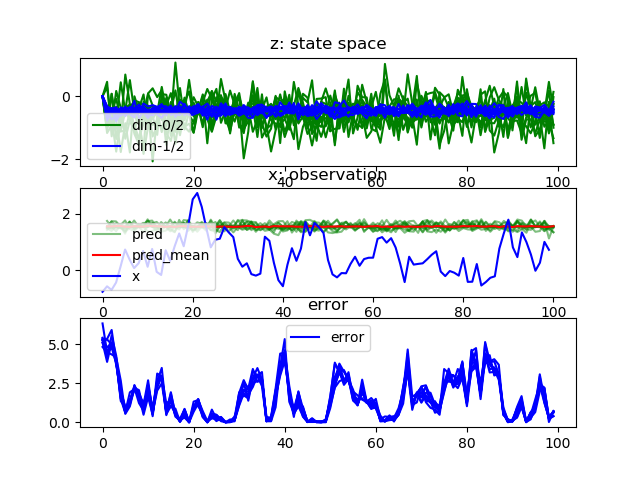 z: state space
0
−2
dim-0/2
dim-1/2
0 20 40 60 80 100
x: observation
2
0
pred
pred_mean
x
0 20 40 60 80 100
error
5.0
2.5
0.0
error
0 20 40 60 80 100